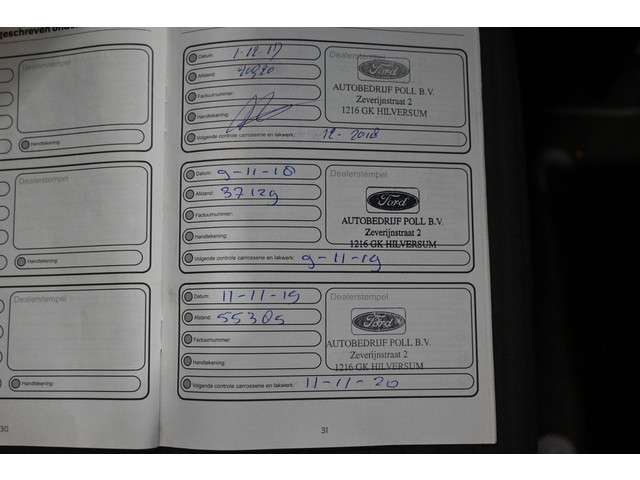 geschreven
Dealerstempel
Handtekening:
Dealerstempel
Handtekening:
Dealerstempel
Handtekening:
30
Datum: 1-12-17
Afstand:
Factuurnummer:
Handtekening:
Dealerstempel
Ford
AUTOBEDRIJF POLL B.V.
Zeverijnstraat 2
1216 GK HILVERSUM
Volgende controle carrosserie en lakwerk: 12-2018
Datum: 9-11-18
Afstand: 37129
Factuurnummer:
Handtekening:
Dealerstempel
Ford
AUTOBEDRIJF POLL B.V.
Zeverijnstraat 2
1216 GK HILVERSUM
Volgende controle carrosserie en lakwerk: 9-11-19
Datum: 11-11-19
Afstand: 55305
Factuurnummer:
Handtekening:
Dealerstempel
Ford
AUTOBEDRIJF POLL B.V.
Zeverijnstraat 2
1216 GK HILVERSUM
Volgende controle carrosserie en lakwerk: 11-11-20
31